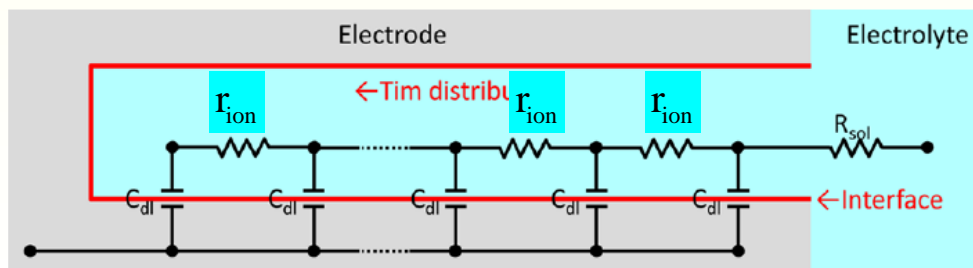 Electrode
Electrolyte
←Tim distribu
r_ion
r_ion
r_ion
R_sol
C_dl
C_dl
C_dl
C_dl
C_dl
←Interface